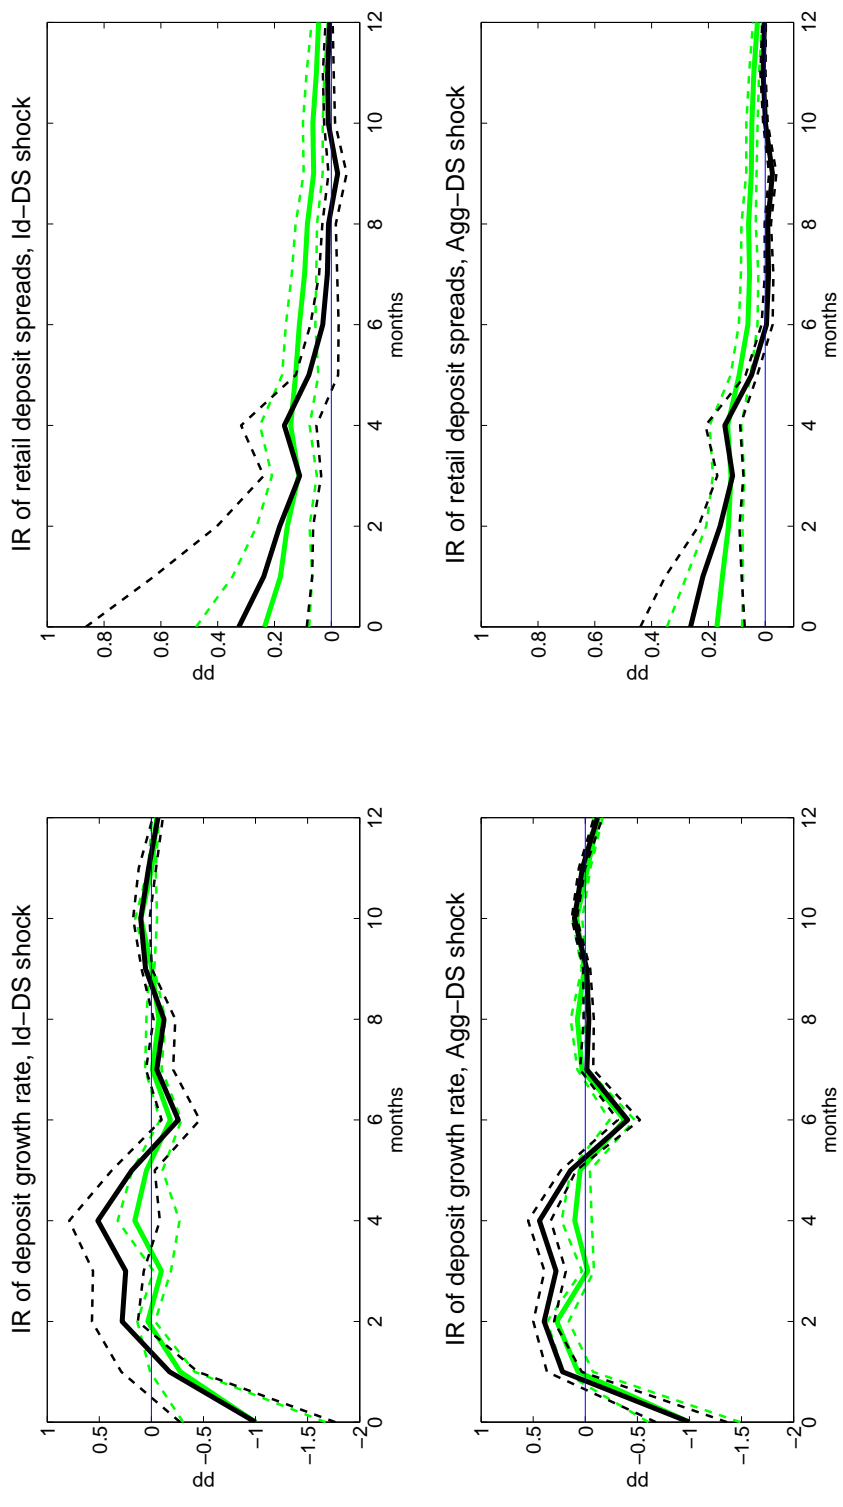 IR of deposit growth rate, Id−DS shock
1
0.5
0
−0.5
−1
−1.5
−2
pp
0 2 4 6 8 10 12
months
IR of retail deposit spreads, Id−DS shock
1
0.8
0.6
0.4
0.2
0
pp
0 2 4 6 8 10 12
months
IR of deposit growth rate, Agg−DS shock
1
0.5
0
−0.5
−1
−1.5
−2
pp
0 2 4 6 8 10 12
months
IR of retail deposit spreads, Agg−DS shock
1
0.8
0.6
0.4
0.2
0
pp
0 2 4 6 8 10 12
months